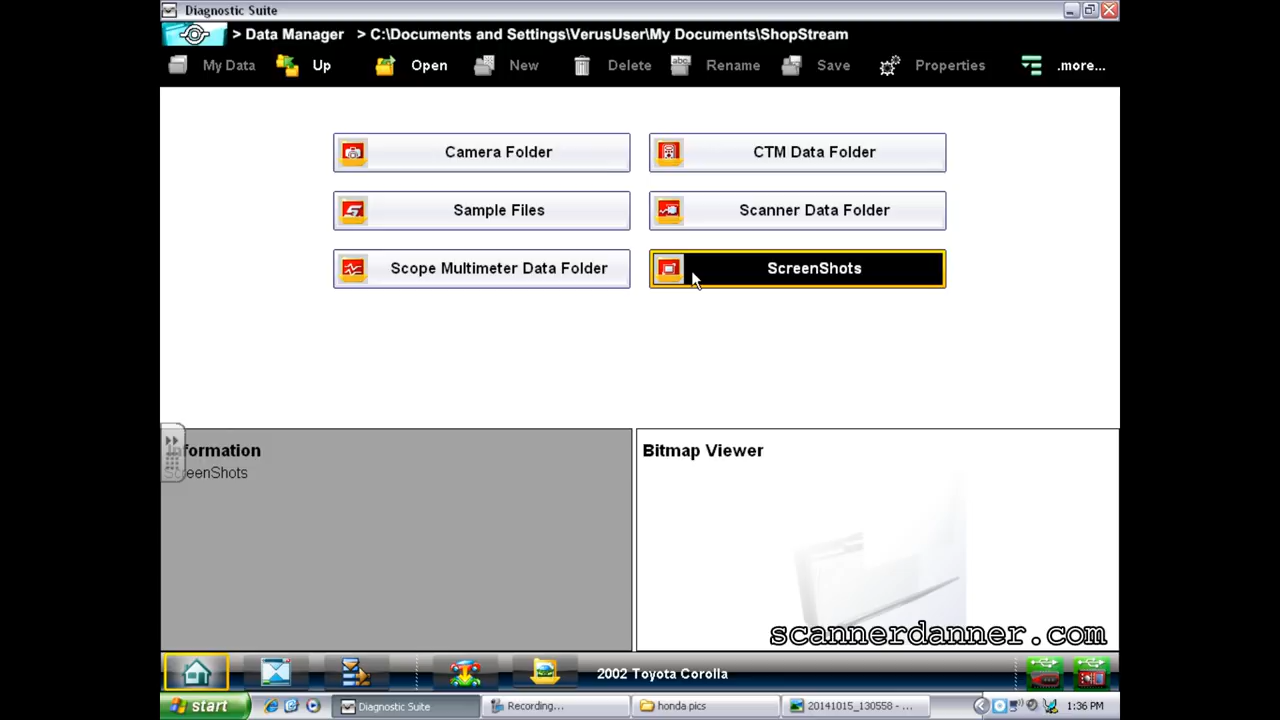 Diagnostic Suite
> Data Manager > C:\Documents and Settings\VerusUser\My Documents\ShopStream
My Data Up Open New Delete Rename Save Properties .more...
Camera Folder CTM Data Folder
Sample Files Scanner Data Folder
Scope Multimeter Data Folder ScreenShots
nformation Bitmap Viewer
ScreenShots
scannerdanner.com
2002 Toyota Corolla
start Diagnostic Suite Recording... honda pics 20141015_130558 - ... 1:36 PM